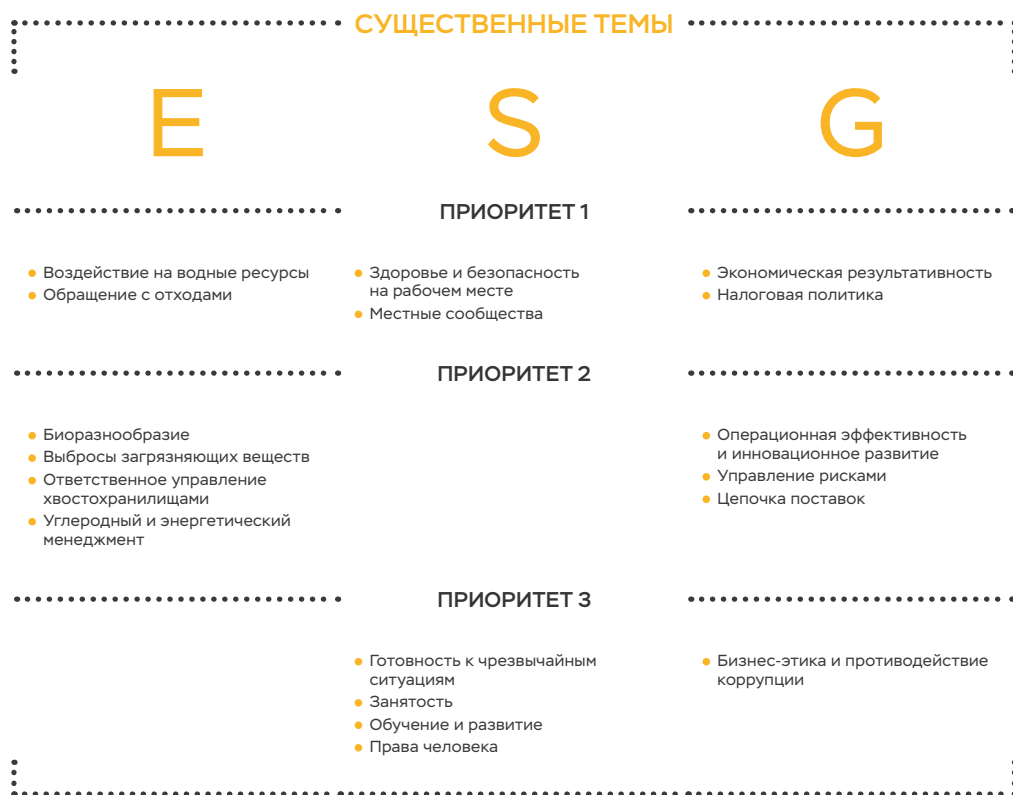 СУЩЕСТВЕННЫЕ ТЕМЫ
E
S
G
ПРИОРИТЕТ 1
Воздействие на водные ресурсы
Обращение с отходами
Здоровье и безопасность
на рабочем месте
Местные сообщества
Экономическая результативность
Налоговая политика
ПРИОРИТЕТ 2
Биоразнообразие
Выбросы загрязняющих веществ
Ответственное управление
хвостохранилищами
Углеродный и энергетический
менеджмент
Операционная эффективность
и инновационное развитие
Управление рисками
Цепочка поставок
ПРИОРИТЕТ 3
Готовность к чрезвычайным
ситуациям
Занятость
Обучение и развитие
Права человека
Бизнес-этика и противодействие
коррупции